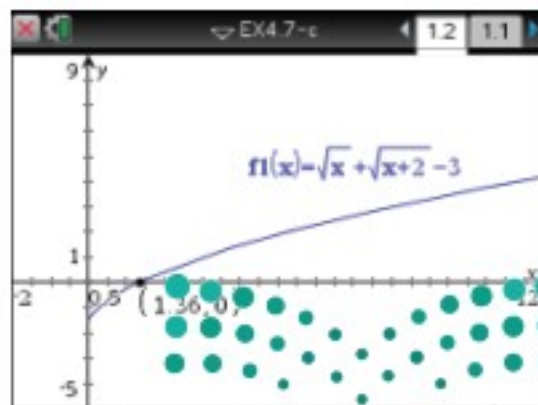 EX4.7-c 1.2 1.1
9 y
f1(x)=√x+√x+2-3
1
x
-2 0.5 12
(1.36,0)
-5